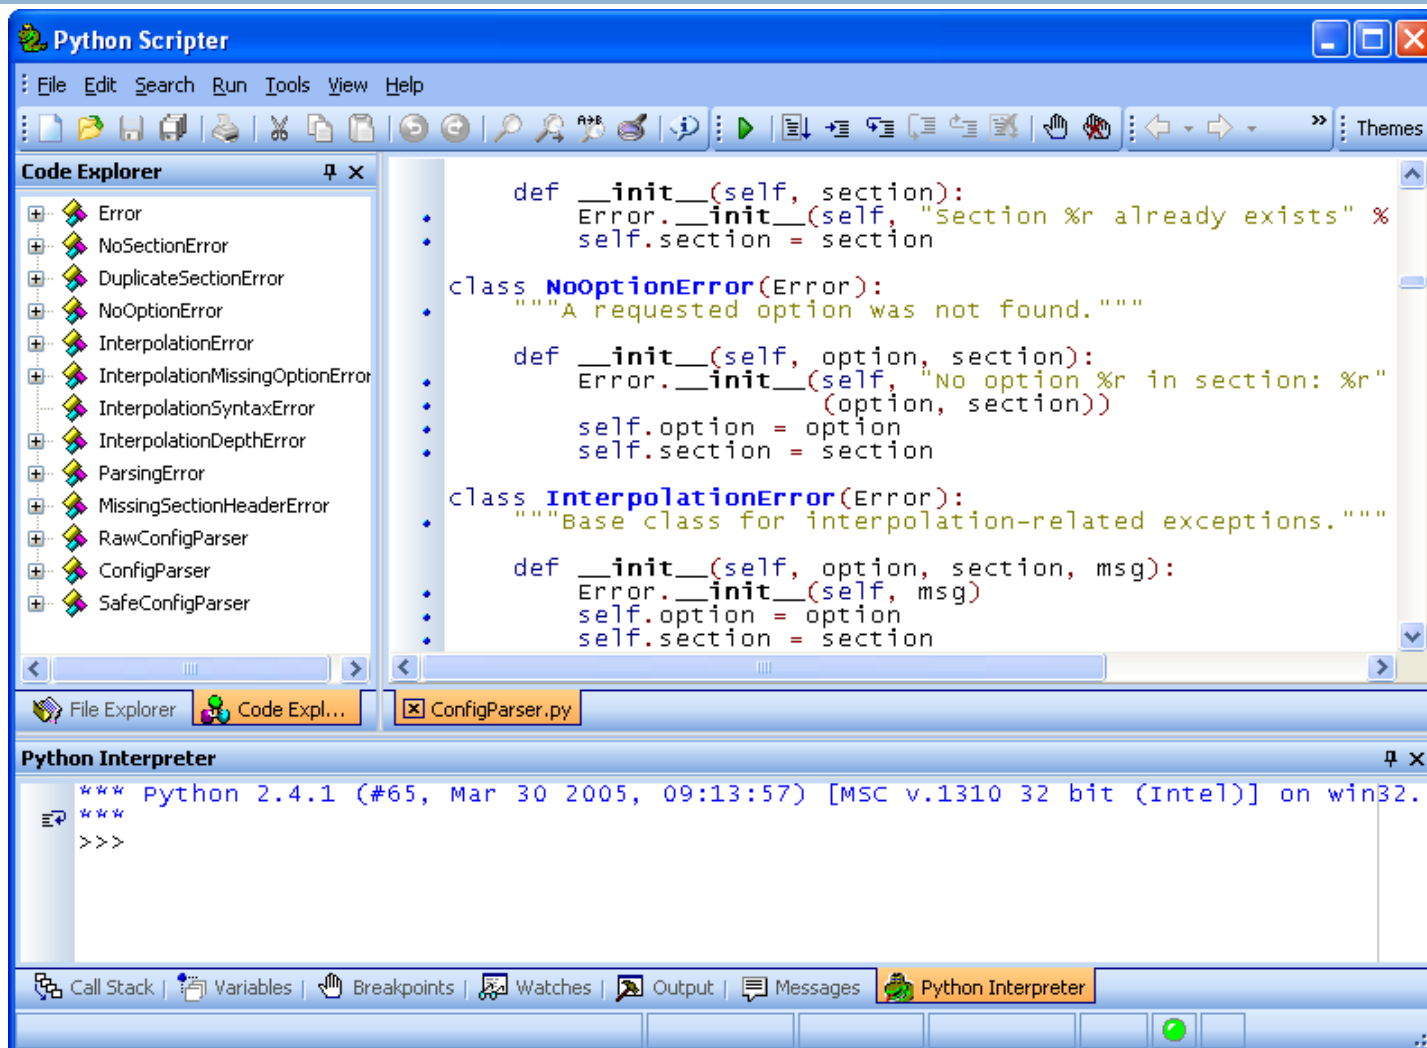 Python Scripter
File Edit Search Run Tools View Help
Themes
Code Explorer
Error
NoSectionError
DuplicateSectionError
NoOptionError
InterpolationError
InterpolationMissingOptionError
InterpolationSyntaxError
InterpolationDepthError
ParsingError
MissingSectionHeaderError
RawConfigParser
ConfigParser
SafeConfigParser
File Explorer Code Expl...
def __init__(self, section):
Error.__init__(self, "Section %r already exists" %
self.section = section
class NoOptionError(Error):
"""A requested option was not found."""
def __init__(self, option, section):
Error.__init__(self, "No option %r in section: %r"
(option, section))
self.option = option
self.section = section
class InterpolationError(Error):
"""Base class for interpolation-related exceptions."""
def __init__(self, option, section, msg):
Error.__init__(self, msg)
self.option = option
self.section = section
ConfigParser.py
Python Interpreter
*** Python 2.4.1 (#65, Mar 30 2005, 09:13:57) [MSC v.1310 32 bit (Intel)] on win32.
***
>>>
Call Stack Variables Breakpoints Watches Output Messages Python Interpreter